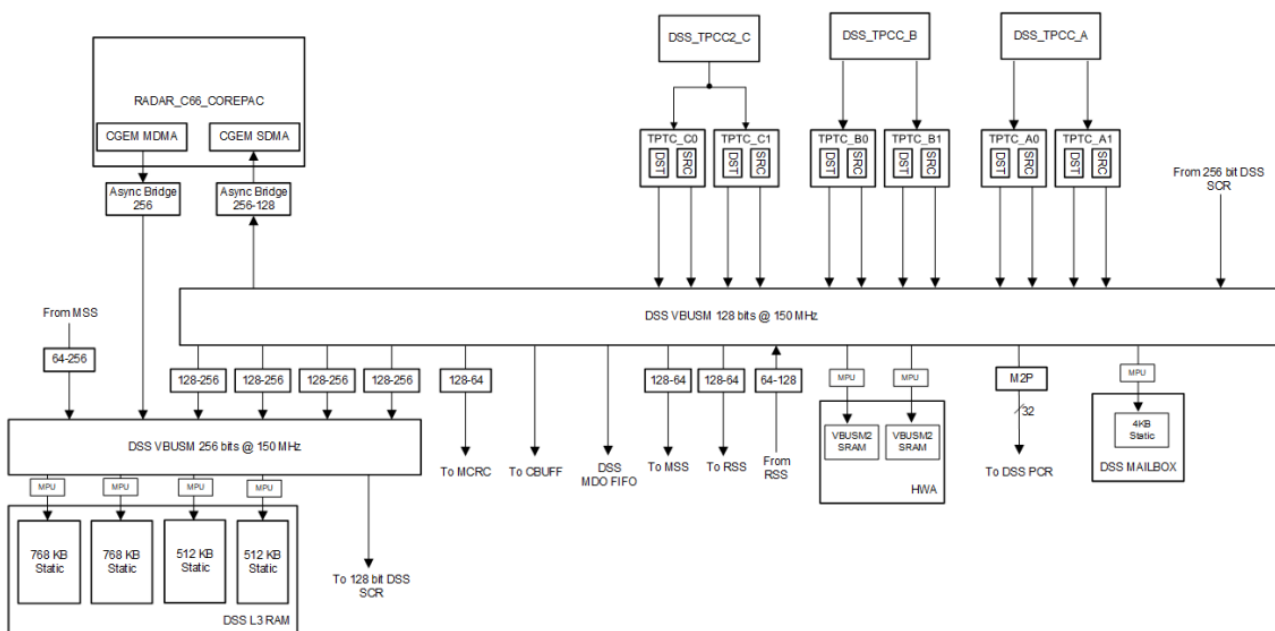 DSS_TPCC2_C
DSS_TPCC_B
DSS_TPCC_A
RADAR_C66_COREPAC
CGEM MDMA
CGEM SDMA
TPTC_C0
DST
SRC
TPTC_C1
DST
SRC
TPTC_B0
DST
SRC
TPTC_B1
DST
SRC
TPTC_A0
DST
SRC
TPTC_A1
DST
SRC
Async Bridge
256
Async Bridge
256-128
From 256 bit DSS
SCR
DSS VBUSM 128 bits @ 150 MHz
From MSS
64-256
128-256
128-256
128-256
128-256
128-64
128-64
128-64
64-128
MPU
MPU
M2P
MPU
32
VBUSM2
SRAM
VBUSM2
SRAM
HWA
4KB
Static
DSS MAILBOX
DSS VBUSM 256 bits @ 150 MHz
To MCRC
To CBUFF
DSS
MDO FIFO
To MSS
To RSS
From
RSS
To DSS PCR
MPU
MPU
MPU
MPU
768 KB
Static
768 KB
Static
512 KB
Static
512 KB
Static
DSS L3 RAM
To 128 bit DSS
SCR